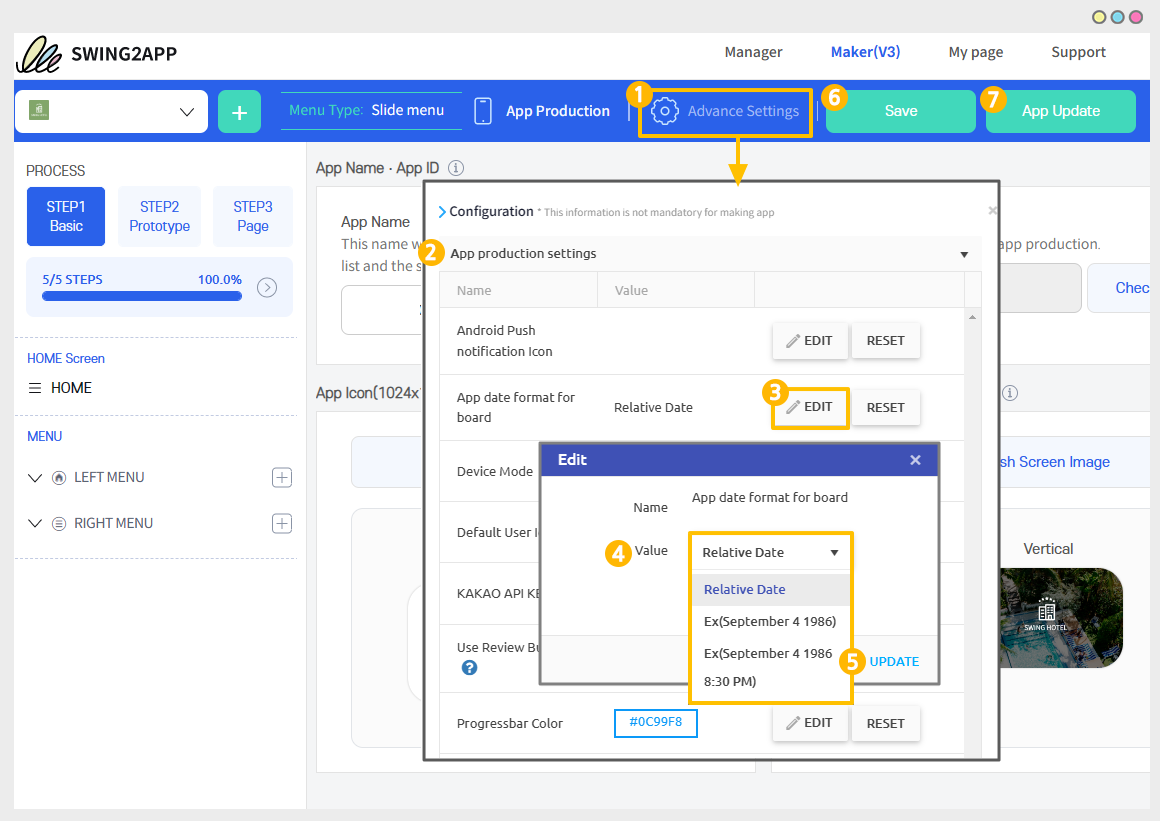 SWING2APP
Manager
Maker(V3)
My page
Support
Menu Type: Slide menu
App Production
1
Advance Settings
6
Save
7
App Update
PROCESS
STEP1
Basic
STEP2
Prototype
STEP3
Page
5/5 STEPS
100.0%
HOME Screen
HOME
MENU
LEFT MENU
RIGHT MENU
App Name · App ID
App Name
This name
list and the s
app production.
Chec
App Icon(1024x
sh Screen Image
Vertical
SWING HOTEL
Configuration * This information is not mandatory for making app
×
2
App production settings
Name
Value
Android Push
notification Icon
EDIT
RESET
App date format for
board
Relative Date
3
EDIT
RESET
Device Mode
Default User I
KAKAO API KE
Use Review Bu
?
Progressbar Color
#0C99F8
EDIT
RESET
Edit
×
Name
App date format for board
4
Value
Relative Date
Relative Date
Ex(September 4 1986)
Ex(September 4 1986
8:30 PM)
5
UPDATE